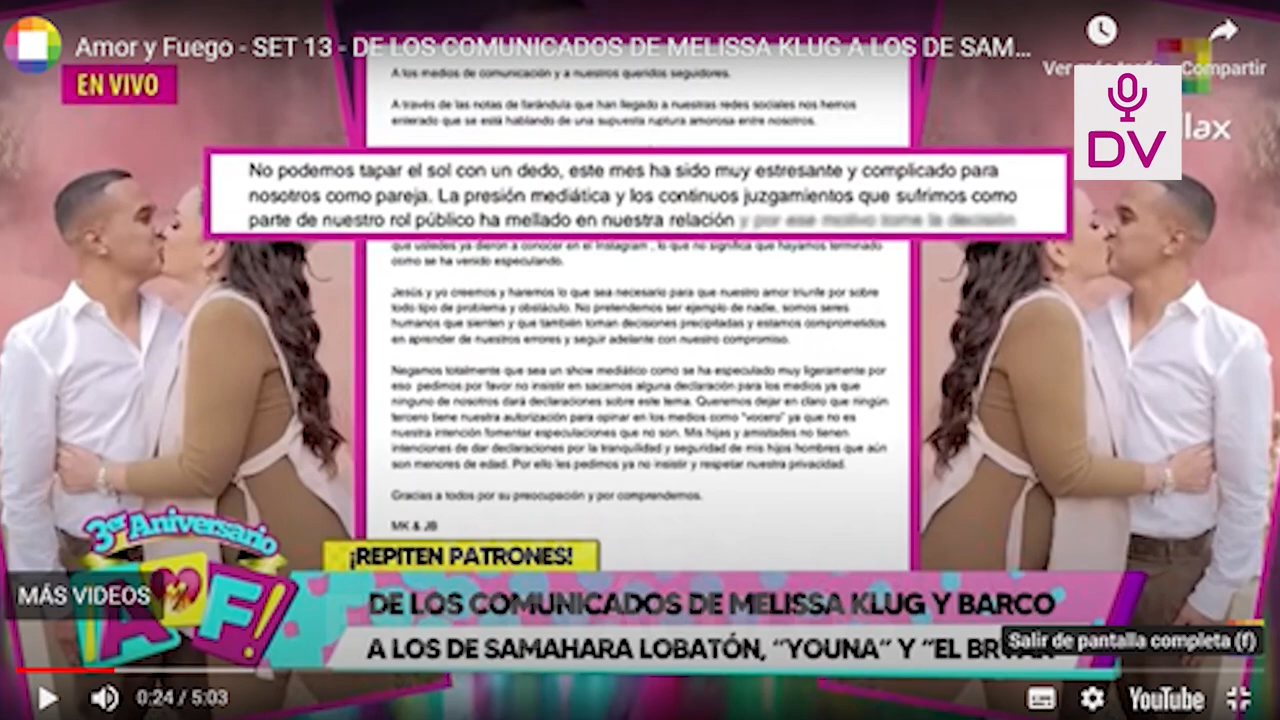 Amor y Fuego - SET 13 - DE LOS COMUNICADOS DE MELISSA KLUG A LOS DE SAM...
Compartir
EN VIVO
DV
lax
A los medios de comunicación y a nuestros queridos seguidores.
A través de las notas de farándula que han llegado a nuestras redes sociales nos hemos
enterado que se está hablando de una supuesta ruptura amorosa entre nosotros.
No podemos tapar el sol con un dedo, este mes ha sido muy estresante y complicado para
nosotros como pareja. La presión mediática y los continuos juzgamientos que sufrimos como
parte de nuestro rol público ha mellado en nuestra relación y por ese motivo tome la decisión
que ustedes ya dieron a conocer en el Instagram , lo que no significa que hayamos terminado
como se ha venido especulando.
Jesús y yo creemos y haremos lo que sea necesario para que nuestro amor triunfe por sobre
todo tipo de problema y obstáculo. No pretendemos ser ejemplo de nadie, somos seres
humanos que sienten y que también toman decisiones precipitadas y estamos comprometidos
en aprender de nuestros errores y seguir adelante con nuestro compromiso.
Negamos totalmente que sea un show mediático como se ha especulado muy ligeramente por
eso pedimos por favor no insistir en sacarnos alguna declaración para los medios ya que
ninguno de nosotros dará declaraciones sobre este tema. Queremos dejar en claro que ningún
tercero tiene nuestra autorización para opinar en los medios como "vocero" ya que no es
nuestra intención fomentar especulaciones que no son. Mis hijas y amistades no tienen
intenciones de dar declaraciones por la tranquilidad y seguridad de mis hijos hombres que aún
son menores de edad. Por ello les pedimos ya no insistir y respetar nuestra privacidad.
Gracias a todos por su preocupación y por comprendernos.
MK & JB
3er Aniversario
¡AF!
MÁS VIDEOS
¡REPITEN PATRONES!
DE LOS COMUNICADOS DE MELISSA KLUG Y BARCO
A LOS DE SAMAHARA LOBATÓN, "YOUNA" Y "EL
Salir de pantalla completa (f)
0:24 / 5:03
YouTube